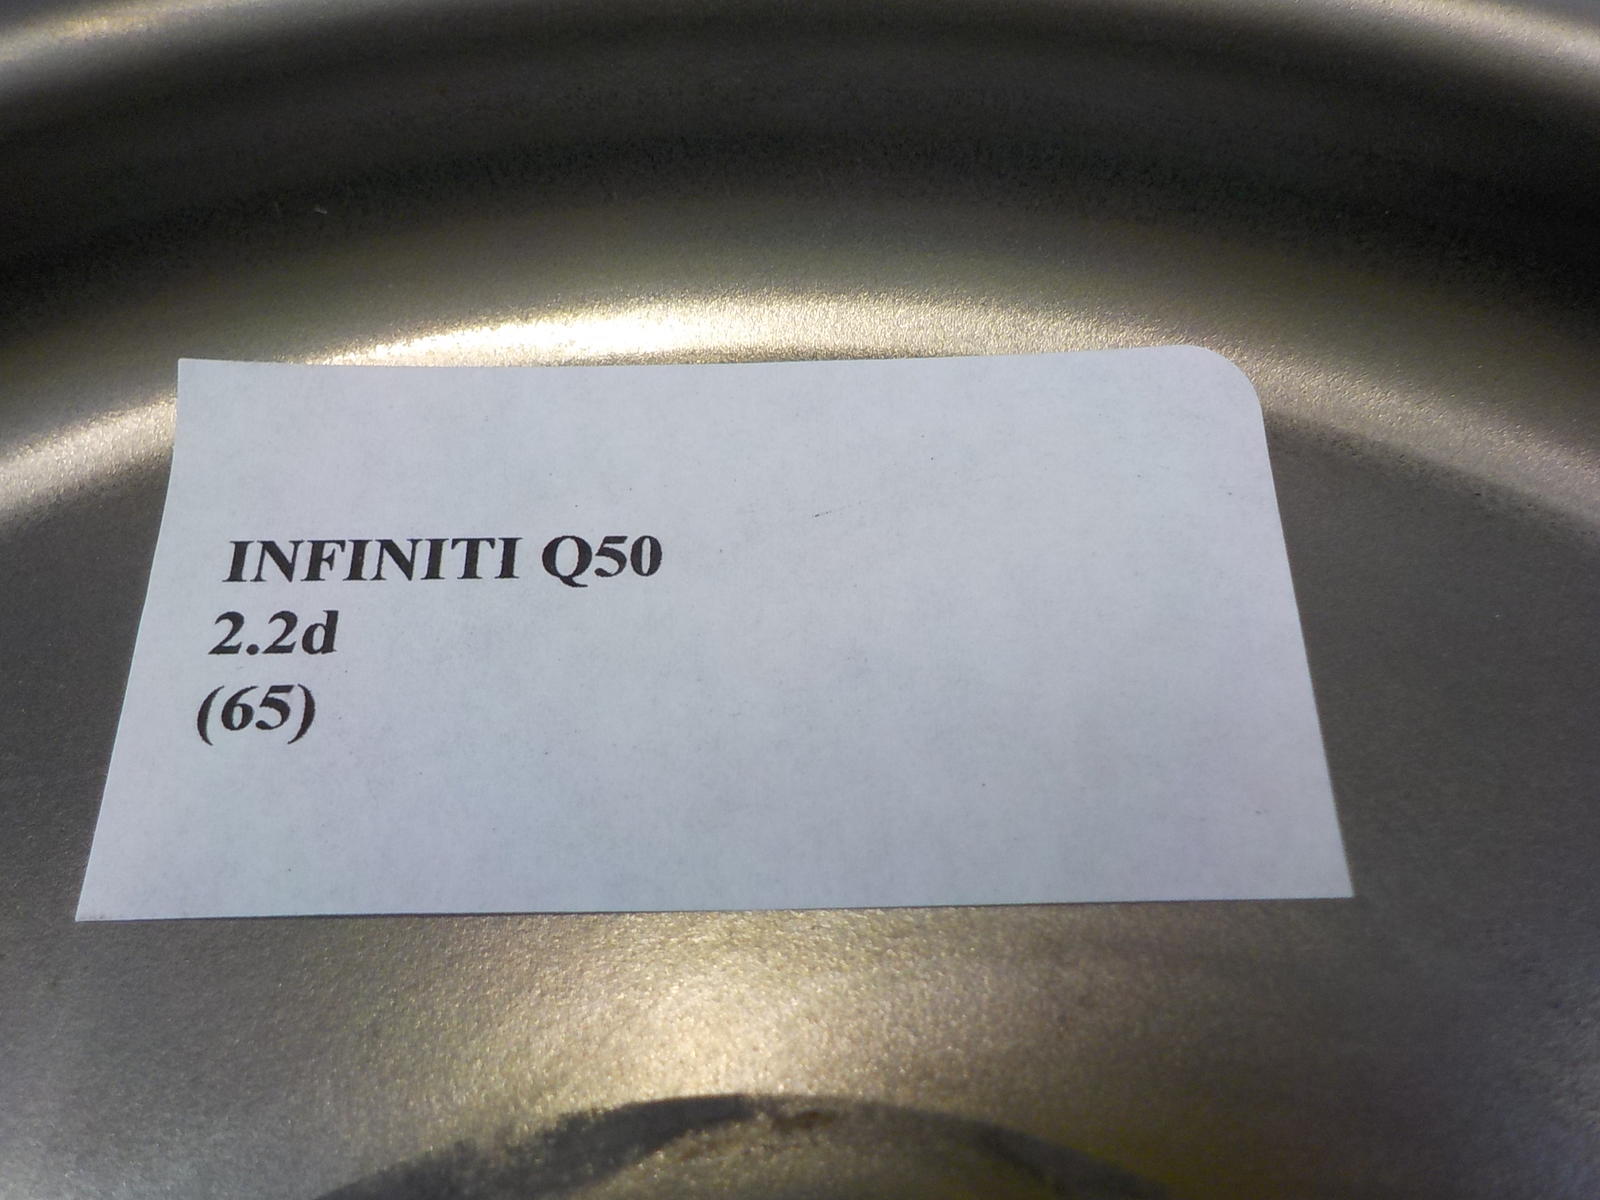 INFINITI Q50
2.2d
(65)